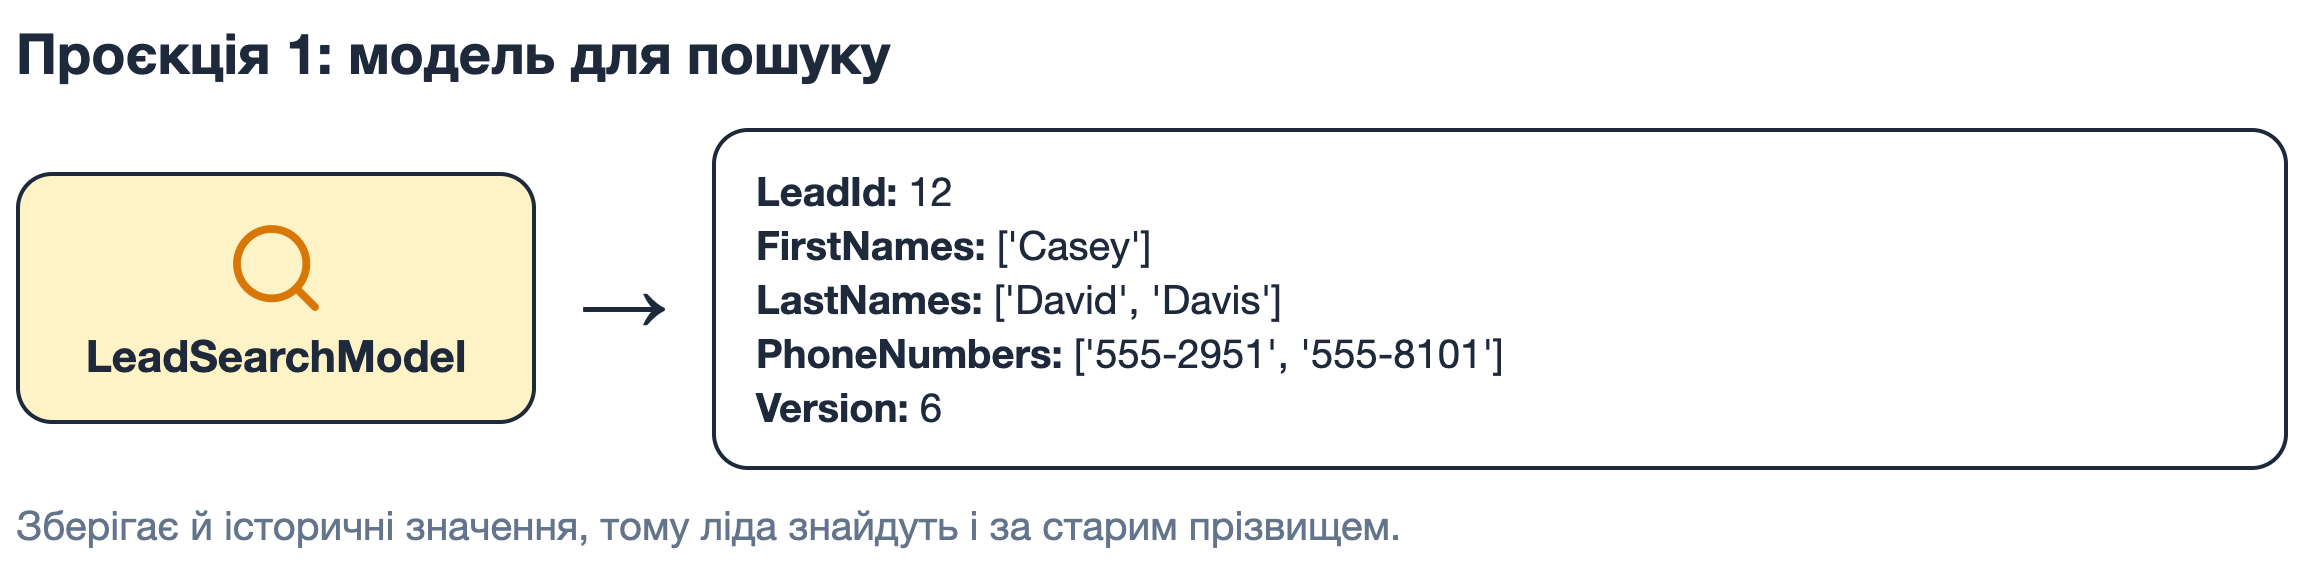 Проєкція 1: модель для пошуку
LeadSearchModel
LeadId: 12
FirstNames: ['Casey']
LastNames: ['David', 'Davis']
PhoneNumbers: ['555-2951', '555-8101']
Version: 6
Зберігає й історичні значення, тому ліда знайдуть і за старим прізвищем.